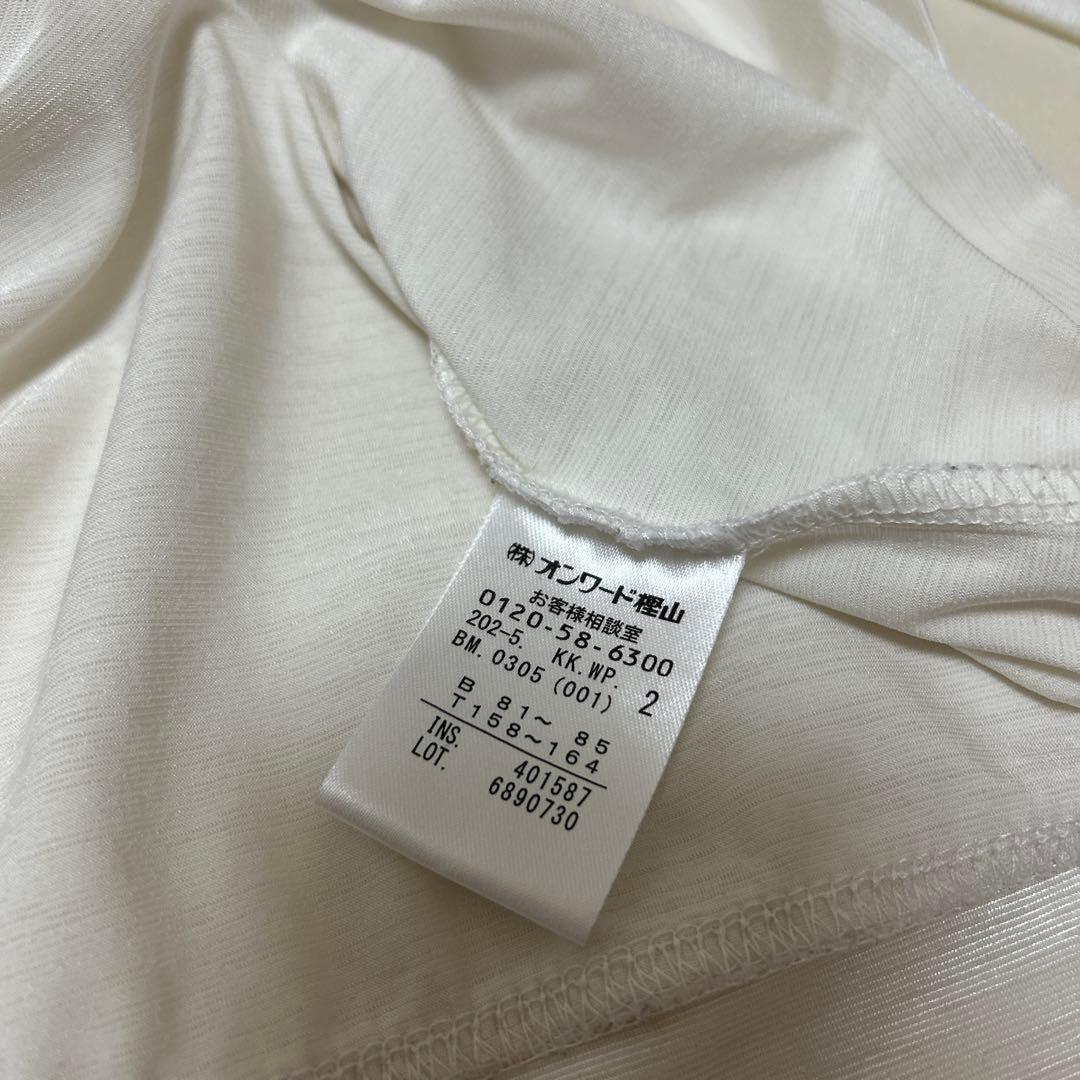 (株)オンワード樫山
お客様相談室
0120-58-6300
202-5. KK.WP.
BM.0305(001) 2
B 81～ 85
T158～164
INS. 401587
LOT. 6890730